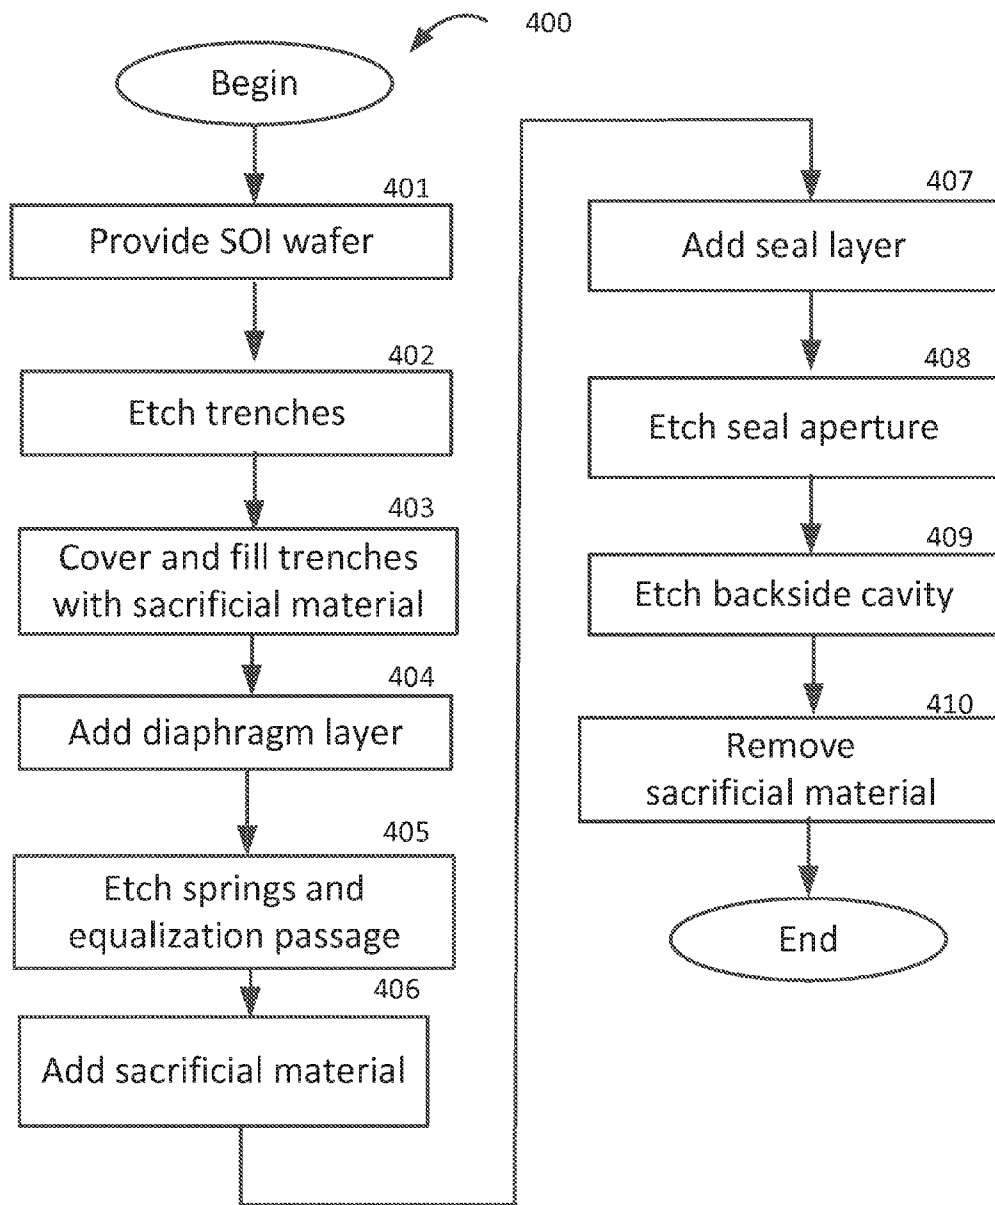 400
Begin
401
Provide SOI wafer
402
Etch trenches
403
Cover and fill trenches
with sacrificial material
404
Add diaphragm layer
405
Etch springs and
equalization passage
406
Add sacrificial material
407
Add seal layer
408
Etch seal aperture
409
Etch backside cavity
410
Remove
sacrificial material
End